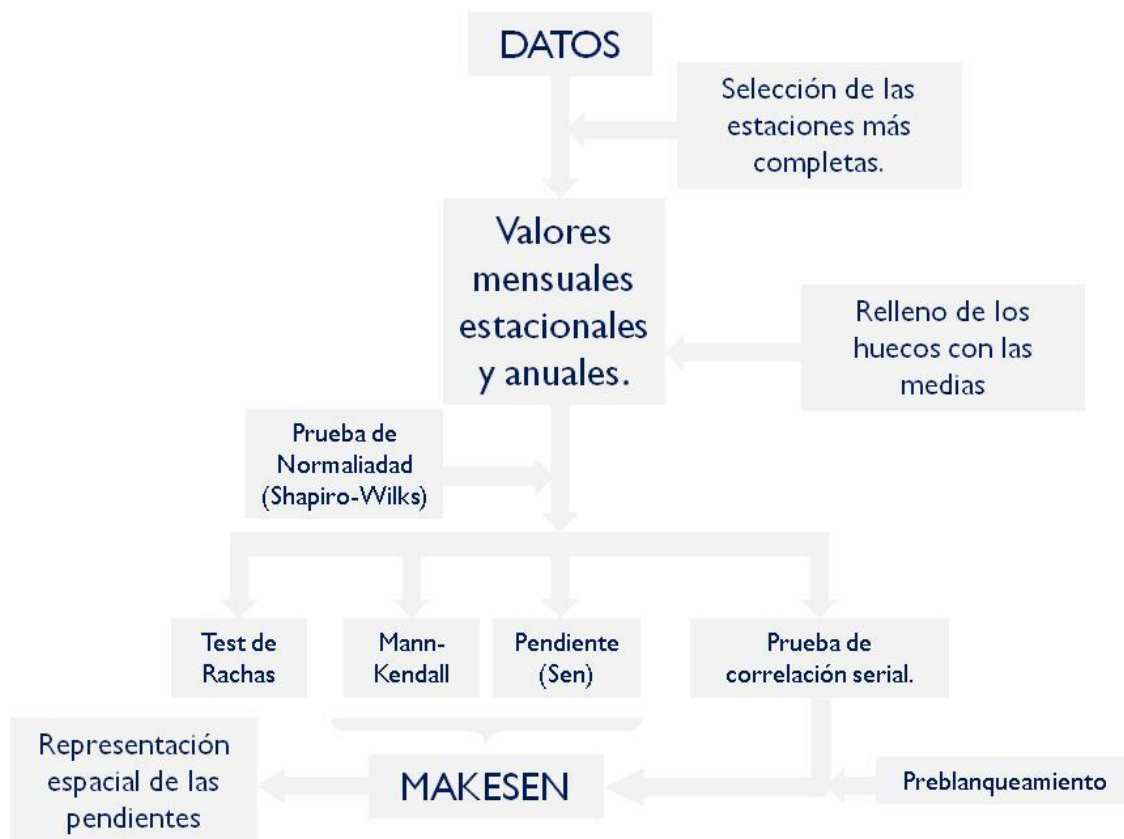 DATOS
Selección de las
estaciones más
completas.
Valores
mensuales
estacionales
y anuales.
Relleno de los
huecos con las
medias
Prueba de
Normaliadad
(Shapiro-Wilks)
Test de
Rachas
Mann-
Kendall
Pendiente
(Sen)
Prueba de
correlación serial.
Representación
espacial de las
pendientes
MAKESEN
Preblanqueamiento